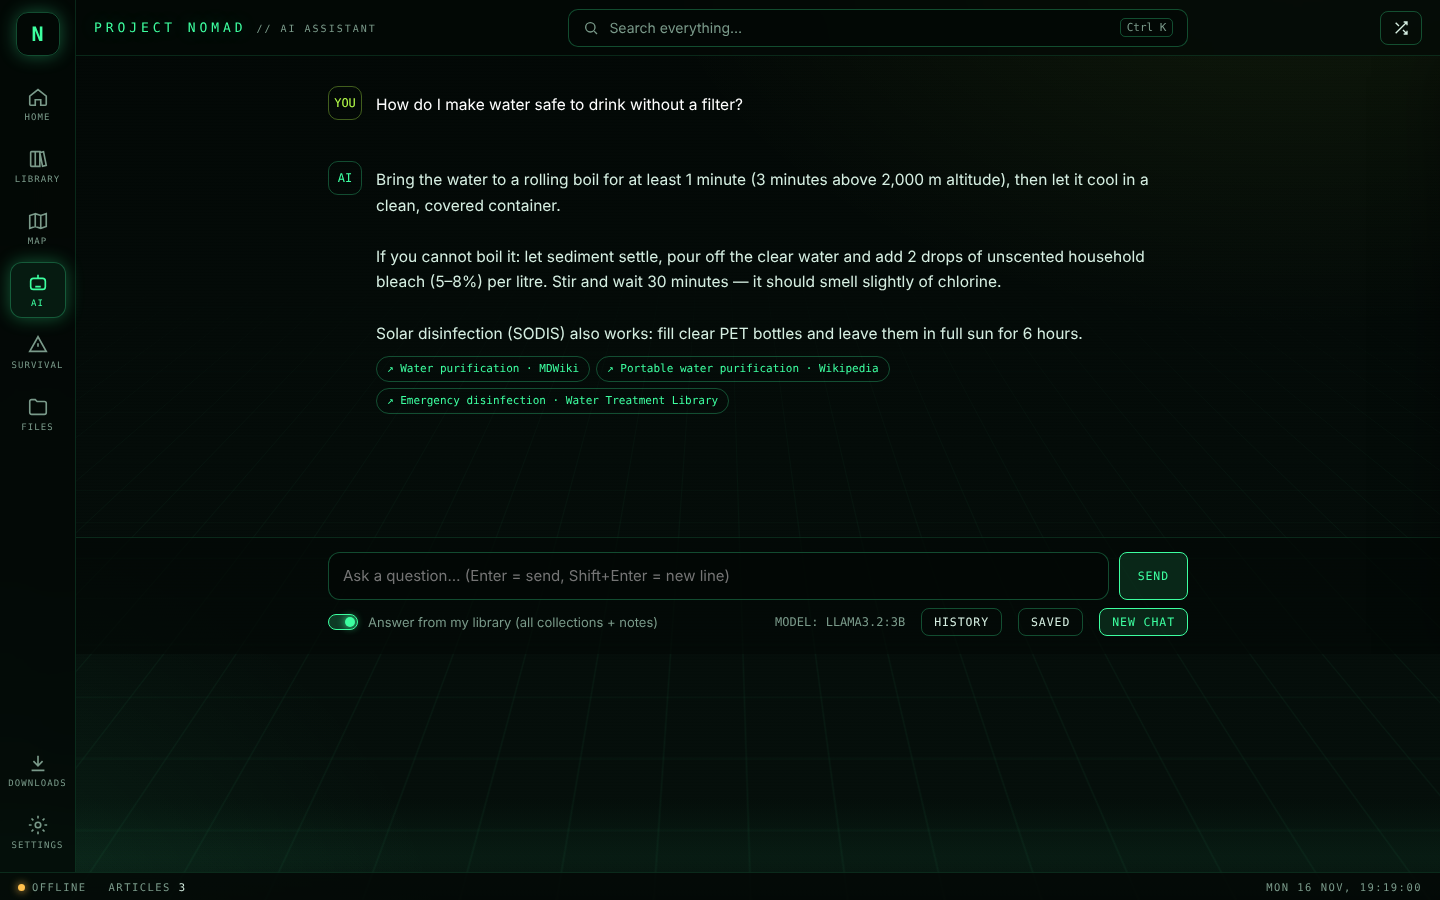 N
PROJECT NOMAD // AI ASSISTANT
Search everything...
Ctrl K
HOME
LIBRARY
MAP
AI
SURVIVAL
FILES
DOWNLOADS
SETTINGS
YOU
How do I make water safe to drink without a filter?
AI
Bring the water to a rolling boil for at least 1 minute (3 minutes above 2,000 m altitude), then let it cool in a
clean, covered container.
If you cannot boil it: let sediment settle, pour off the clear water and add 2 drops of unscented household
bleach (5–8%) per litre. Stir and wait 30 minutes — it should smell slightly of chlorine.
Solar disinfection (SODIS) also works: fill clear PET bottles and leave them in full sun for 6 hours.
↗ Water purification · MDWiki
↗ Portable water purification · Wikipedia
↗ Emergency disinfection · Water Treatment Library
Ask a question... (Enter = send, Shift+Enter = new line)
SEND
Answer from my library (all collections + notes)
MODEL: LLAMA3.2:3B
HISTORY
SAVED
NEW CHAT
OFFLINE
ARTICLES 3
MON 16 NOV, 19:19:00